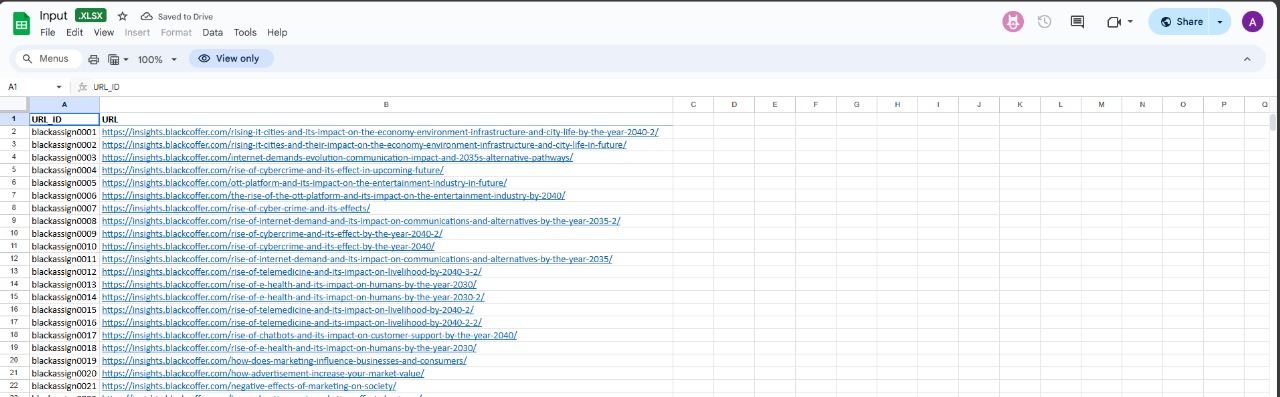 Input .XLSX Saved to Drive
File Edit View Insert Format Data Tools Help
Share A
Menus 100% View only
A1 fx URL_ID
A B C D E F G H I J K L M N O P Q
1 URL_ID URL
2 blackassign0001 https://insights.blackcoffer.com/rising-it-cities-and-its-impact-on-the-economy-environment-infrastructure-and-city-life-by-the-year-2040-2/
3 blackassign0002 https://insights.blackcoffer.com/rising-it-cities-and-their-impact-on-the-economy-environment-infrastructure-and-city-life-in-future/
4 blackassign0003 https://insights.blackcoffer.com/internet-demands-evolution-communication-impact-and-2035s-alternative-pathways/
5 blackassign0004 https://insights.blackcoffer.com/rise-of-cybercrime-and-its-effect-in-upcoming-future/
6 blackassign0005 https://insights.blackcoffer.com/ott-platform-and-its-impact-on-the-entertainment-industry-in-future/
7 blackassign0006 https://insights.blackcoffer.com/the-rise-of-the-ott-platform-and-its-impact-on-the-entertainment-industry-by-2040/
8 blackassign0007 https://insights.blackcoffer.com/rise-of-cyber-crime-and-its-effects/
9 blackassign0008 https://insights.blackcoffer.com/rise-of-internet-demand-and-its-impact-on-communications-and-alternatives-by-the-year-2035-2/
10 blackassign0009 https://insights.blackcoffer.com/rise-of-cybercrime-and-its-effect-by-the-year-2040-2/
11 blackassign0010 https://insights.blackcoffer.com/rise-of-cybercrime-and-its-effect-by-the-year-2040/
12 blackassign0011 https://insights.blackcoffer.com/rise-of-internet-demand-and-its-impact-on-communications-and-alternatives-by-the-year-2035/
13 blackassign0012 https://insights.blackcoffer.com/rise-of-telemedicine-and-its-impact-on-livelihood-by-2040-3-2/
14 blackassign0013 https://insights.blackcoffer.com/rise-of-e-health-and-its-impact-on-humans-by-the-year-2030/
15 blackassign0014 https://insights.blackcoffer.com/rise-of-e-health-and-its-imapct-on-humans-by-the-year-2030-2/
16 blackassign0015 https://insights.blackcoffer.com/rise-of-telemedicine-and-its-impact-on-livelihood-by-2040-2/
17 blackassign0016 https://insights.blackcoffer.com/rise-of-telemedicine-and-its-impact-on-livelihood-by-2040-2-2/
18 blackassign0017 https://insights.blackcoffer.com/rise-of-chatbots-and-its-impact-on-customer-support-by-the-year-2040/
19 blackassign0018 https://insights.blackcoffer.com/rise-of-e-health-and-its-imapct-on-humans-by-the-year-2030/
20 blackassign0019 https://insights.blackcoffer.com/how-does-marketing-influence-businesses-and-consumers/
21 blackassign0020 https://insights.blackcoffer.com/how-advertisement-increase-your-market-value/
22 blackassign0021 https://insights.blackcoffer.com/negative-effects-of-marketing-on-society/